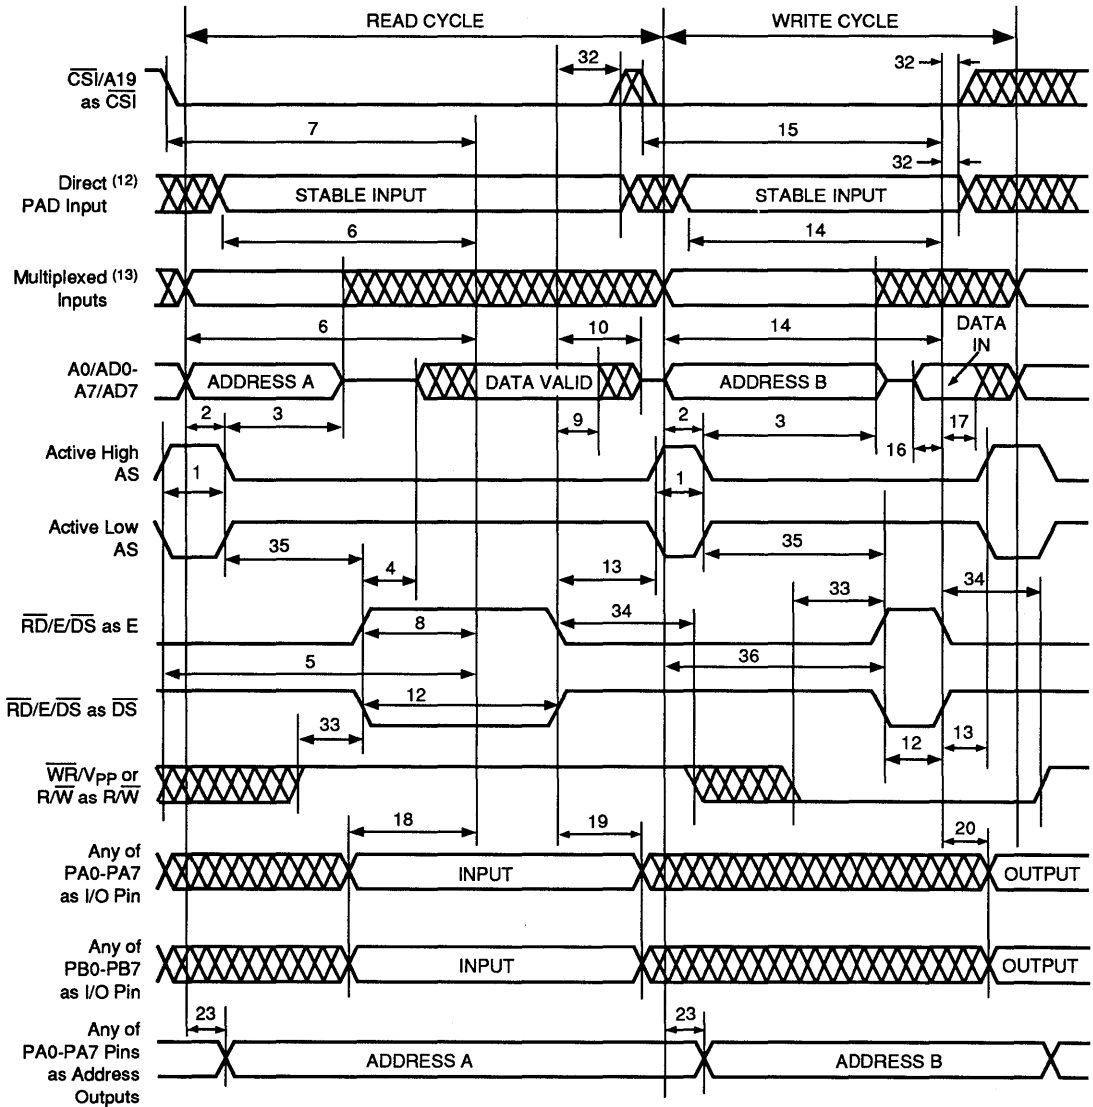 READ CYCLE
WRITE CYCLE
32
32
CSI/A19
as CSI
7
15
32
Direct (12)
PAD Input
STABLE INPUT
STABLE INPUT
6
14
Multiplexed (13)
Inputs
6
10
14
DATA
IN
A0/AD0-
A7/AD7
ADDRESS A
DATA VALID
ADDRESS B
2
3
9
2
3
16
17
Active High
AS
1
1
Active Low
AS
35
4
13
35
34
RD/E/DS as E
8
34
33
5
36
RD/E/DS as DS
12
33
12
13
WR/VPP or
R/W as R/W
18
19
20
Any of
PA0-PA7
as I/O Pin
INPUT
OUTPUT
Any of
PB0-PB7
as I/O Pin
INPUT
OUTPUT
23
23
Any of
PA0-PA7 Pins
as Address
Outputs
ADDRESS A
ADDRESS B